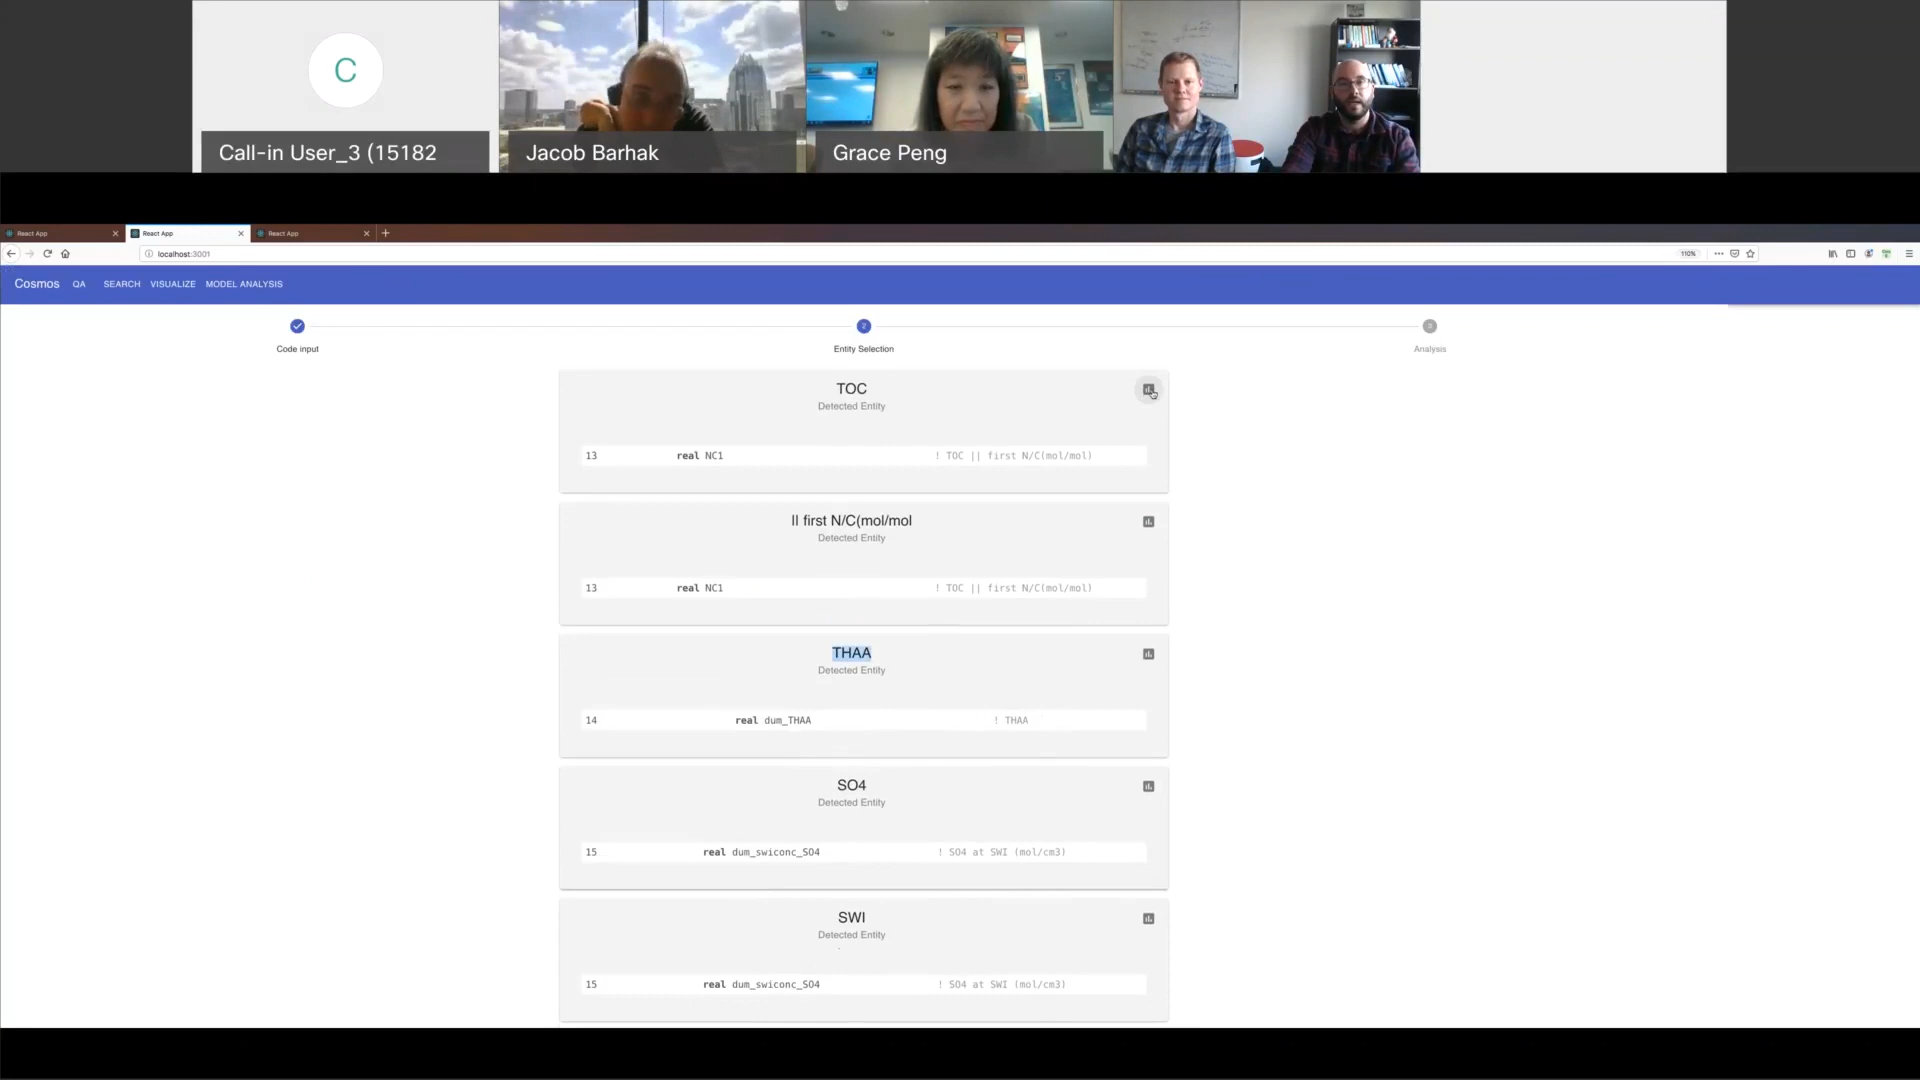 C
Call-in User_3 (15182
Jacob Barhak
Grace Peng
React App
React App
React App
localhost:3001
110%
Cosmos QA SEARCH VISUALIZE MODEL ANALYSIS
2
3
Code input
Entity Selection
Analysis
TOC
Detected Entity
13 real NC1 ! TOC || first N/C(mol/mol)
|| first N/C(mol/mol
Detected Entity
13 real NC1 ! TOC || first N/C(mol/mol)
THAA
Detected Entity
14 real dum_THAA ! THAA
SO4
Detected Entity
15 real dum_swiconc_SO4 ! SO4 at SWI (mol/cm3)
SWI
Detected Entity
15 real dum_swiconc_SO4 ! SO4 at SWI (mol/cm3)